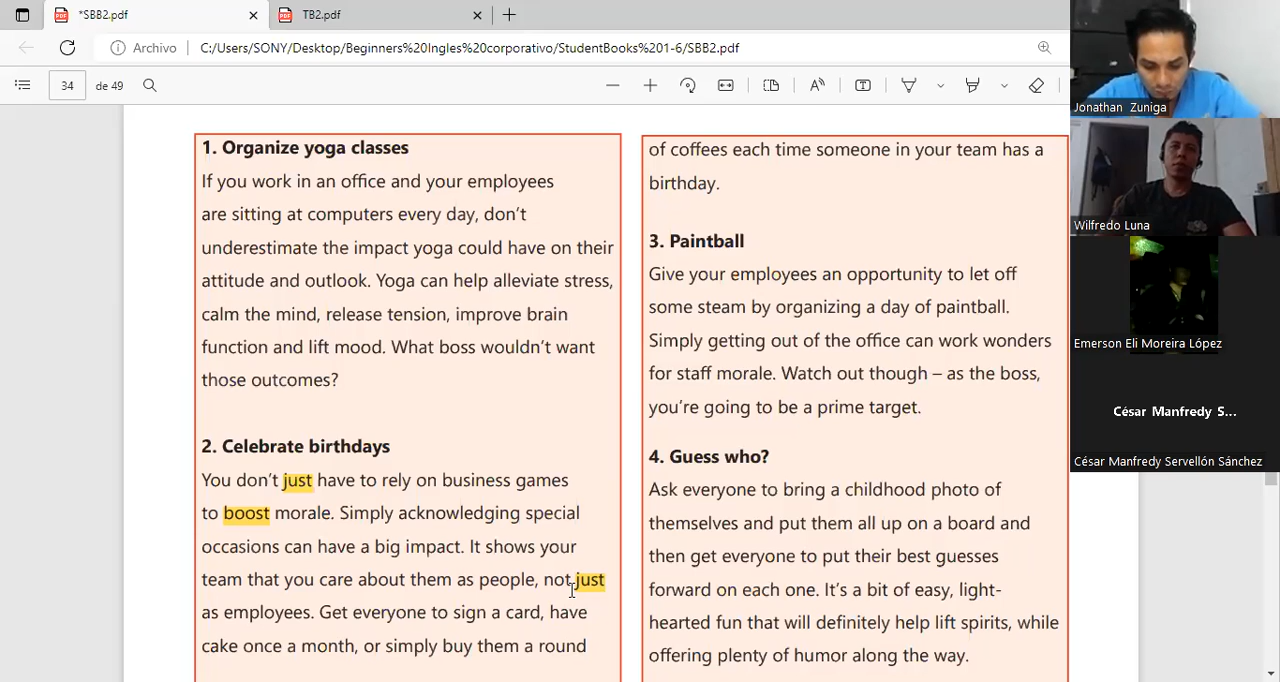 *SBB2.pdf
TB2.pdf
Archivo
C:/Users/SONY/Desktop/Beginners%20Ingles%20corporativo/StudentBooks%201-6/SBB2.pdf
34
de 49
1. Organize yoga classes
If you work in an office and your employees
are sitting at computers every day, don't
underestimate the impact yoga could have on their
attitude and outlook. Yoga can help alleviate stress,
calm the mind, release tension, improve brain
function and lift mood. What boss wouldn't want
those outcomes?
2. Celebrate birthdays
You don't just have to rely on business games
to boost morale. Simply acknowledging special
occasions can have a big impact. It shows your
team that you care about them as people, not just
as employees. Get everyone to sign a card, have
cake once a month, or simply buy them a round
of coffees each time someone in your team has a
birthday.
3. Paintball
Give your employees an opportunity to let off
some steam by organizing a day of paintball.
Simply getting out of the office can work wonders
for staff morale. Watch out though – as the boss,
you're going to be a prime target.
4. Guess who?
Ask everyone to bring a childhood photo of
themselves and put them all up on a board and
then get everyone to put their best guesses
forward on each one. It's a bit of easy, light-
hearted fun that will definitely help lift spirits, while
offering plenty of humor along the way.
Jonathan Zuniga
Wilfredo Luna
Emerson Eli Moreira López
César Manfredy S...
César Manfredy Servellón Sánchez